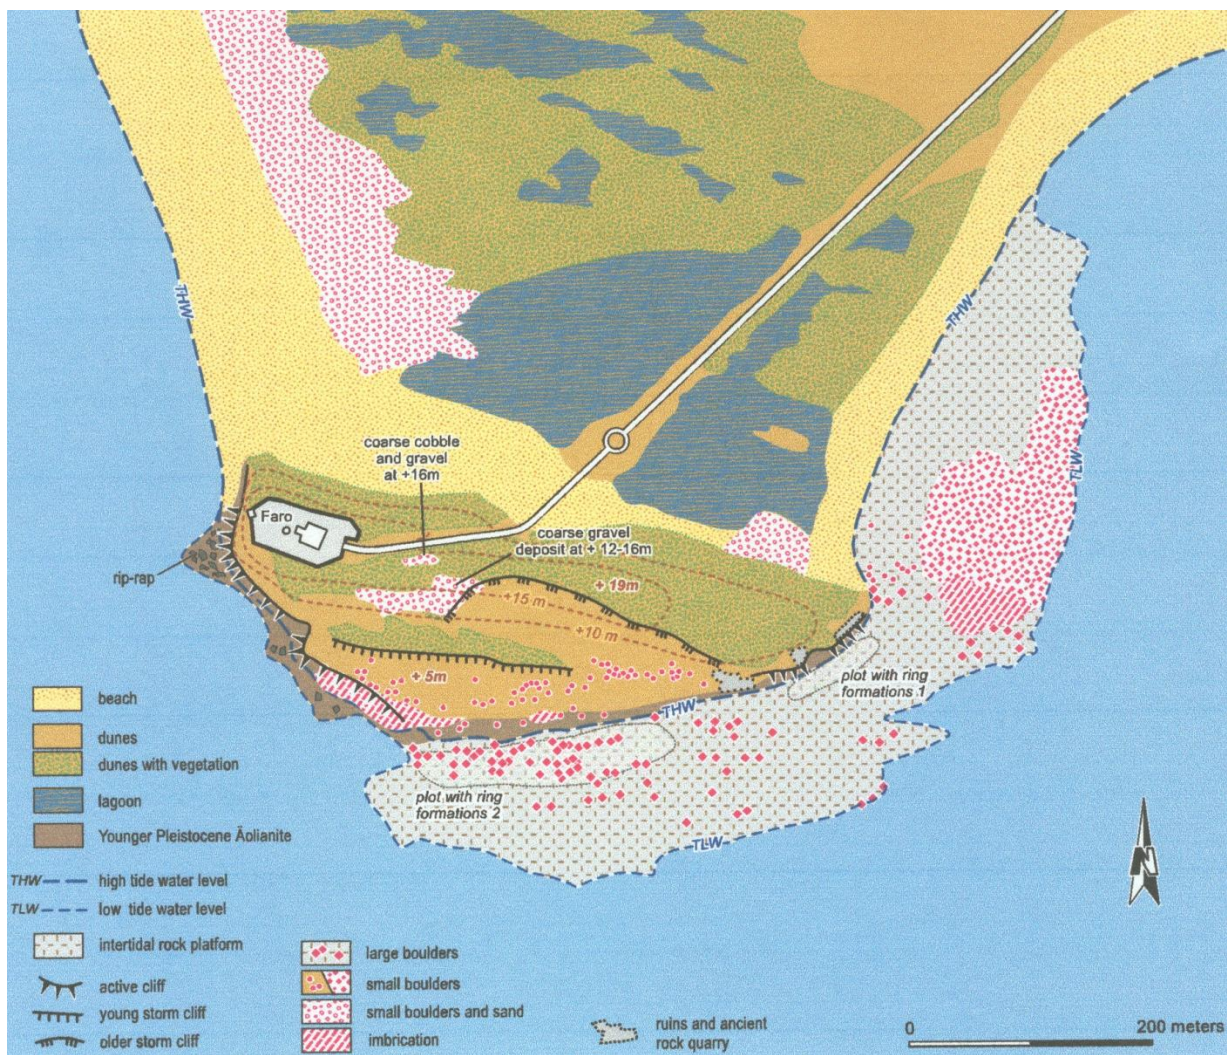 THW
THW
coarse cobble
and gravel
at +16m
TLW
Faro
coarse gravel
deposit at + 12-16m
rip-rap
+ 19m
+15 m
+10 m
+ 5m
plot with ring
formations 1
THW
plot with ring
formations 2
TLW
N
beach
dunes
dunes with vegetation
lagoon
Younger Pleistocene Äolianite
THW high tide water level
TLW low tide water level
intertidal rock platform
active cliff
young storm cliff
older storm cliff
large boulders
small boulders
small boulders and sand
imbrication
ruins and ancient
rock quarry
0 200 meters